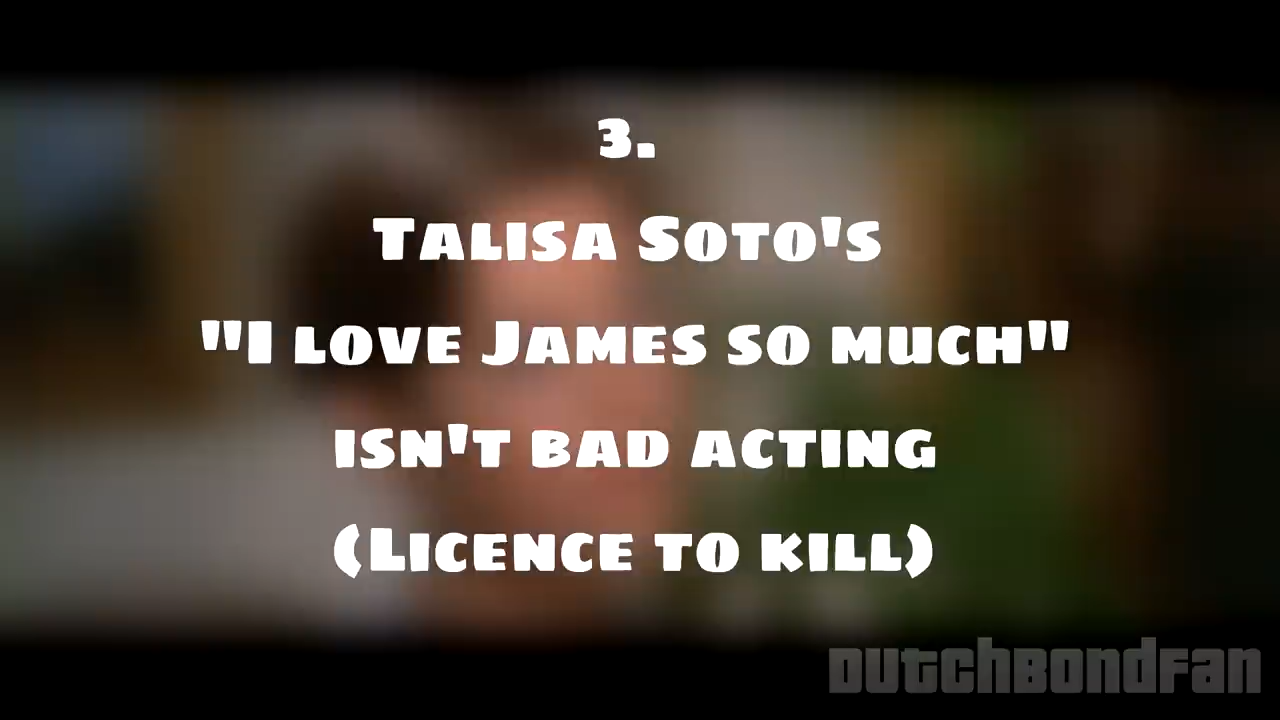 3.
Talisa Soto's
"I love James so much"
isn't bad acting
(Licence to kill)
DutchBondFan